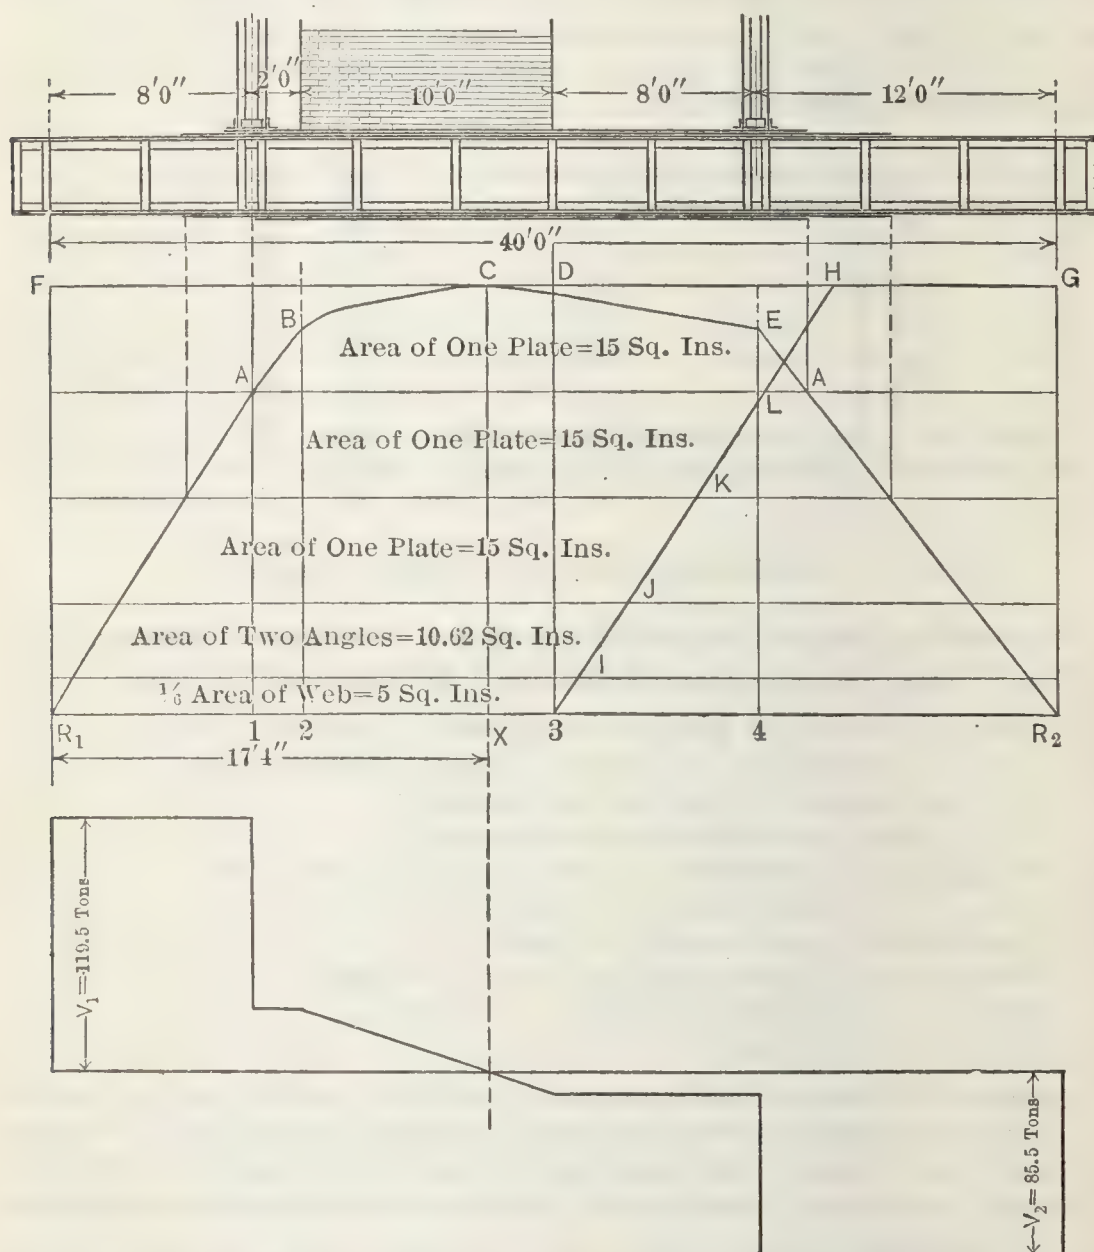 8'0" 2'0" 10'0" 8'0" 12'0"
40'0"
F C D H G
B E
Area of One Plate=15 Sq. Ins.
A A
L
Area of One Plate=15 Sq. Ins.
K
Area of One Plate=15 Sq. Ins.
J
Area of Two Angles=10.62 Sq. Ins.
I
1/6 Area of Web=5 Sq. Ins.
R1 1 2 X 3 4 R2
17'4"
V1=119.5 Tons
V2=85.5 Tons